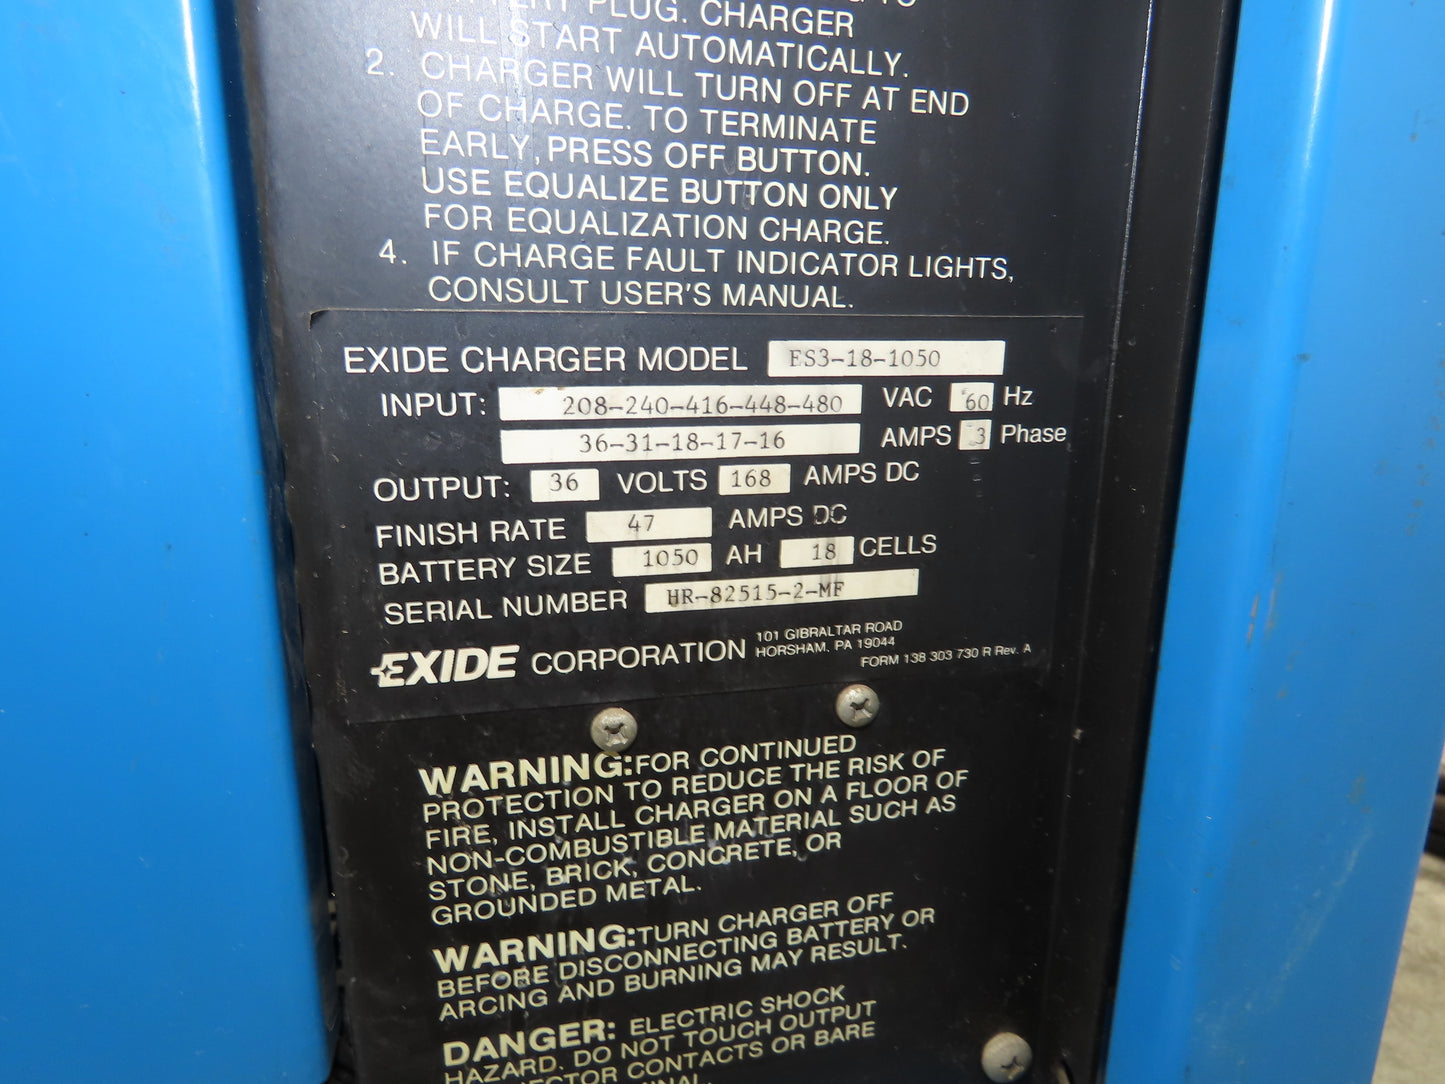 PLUG. CHARGER
WILL START AUTOMATICALLY.
2. CHARGER WILL TURN OFF AT END
OF CHARGE. TO TERMINATE
EARLY, PRESS OFF BUTTON.
USE EQUALIZE BUTTON ONLY
FOR EQUALIZATION CHARGE.
4. IF CHARGE FAULT INDICATOR LIGHTS,
CONSULT USER'S MANUAL.
EXIDE CHARGER MODEL ES3-18-1050
INPUT: 208-240-416-448-480 VAC 60 Hz
36-31-18-17-16 AMPS 3 Phase
OUTPUT: 36 VOLTS 168 AMPS DC
FINISH RATE 47 AMPS DC
BATTERY SIZE 1050 AH 18 CELLS
SERIAL NUMBER HR-82515-2-MF
EXIDE CORPORATION 101 GIBRALTAR ROAD
HORSHAM, PA 19044
FORM 138 303 730 R Rev. A
WARNING: FOR CONTINUED
PROTECTION TO REDUCE THE RISK OF
FIRE, INSTALL CHARGER ON A FLOOR OF
NON-COMBUSTIBLE MATERIAL SUCH AS
STONE, BRICK, CONCRETE, OR
GROUNDED METAL.
WARNING: TURN CHARGER OFF
BEFORE DISCONNECTING BATTERY OR
ARCING AND BURNING MAY RESULT.
DANGER: ELECTRIC SHOCK
HAZARD. DO NOT TOUCH OUTPUT
CONTACTS OR BARE